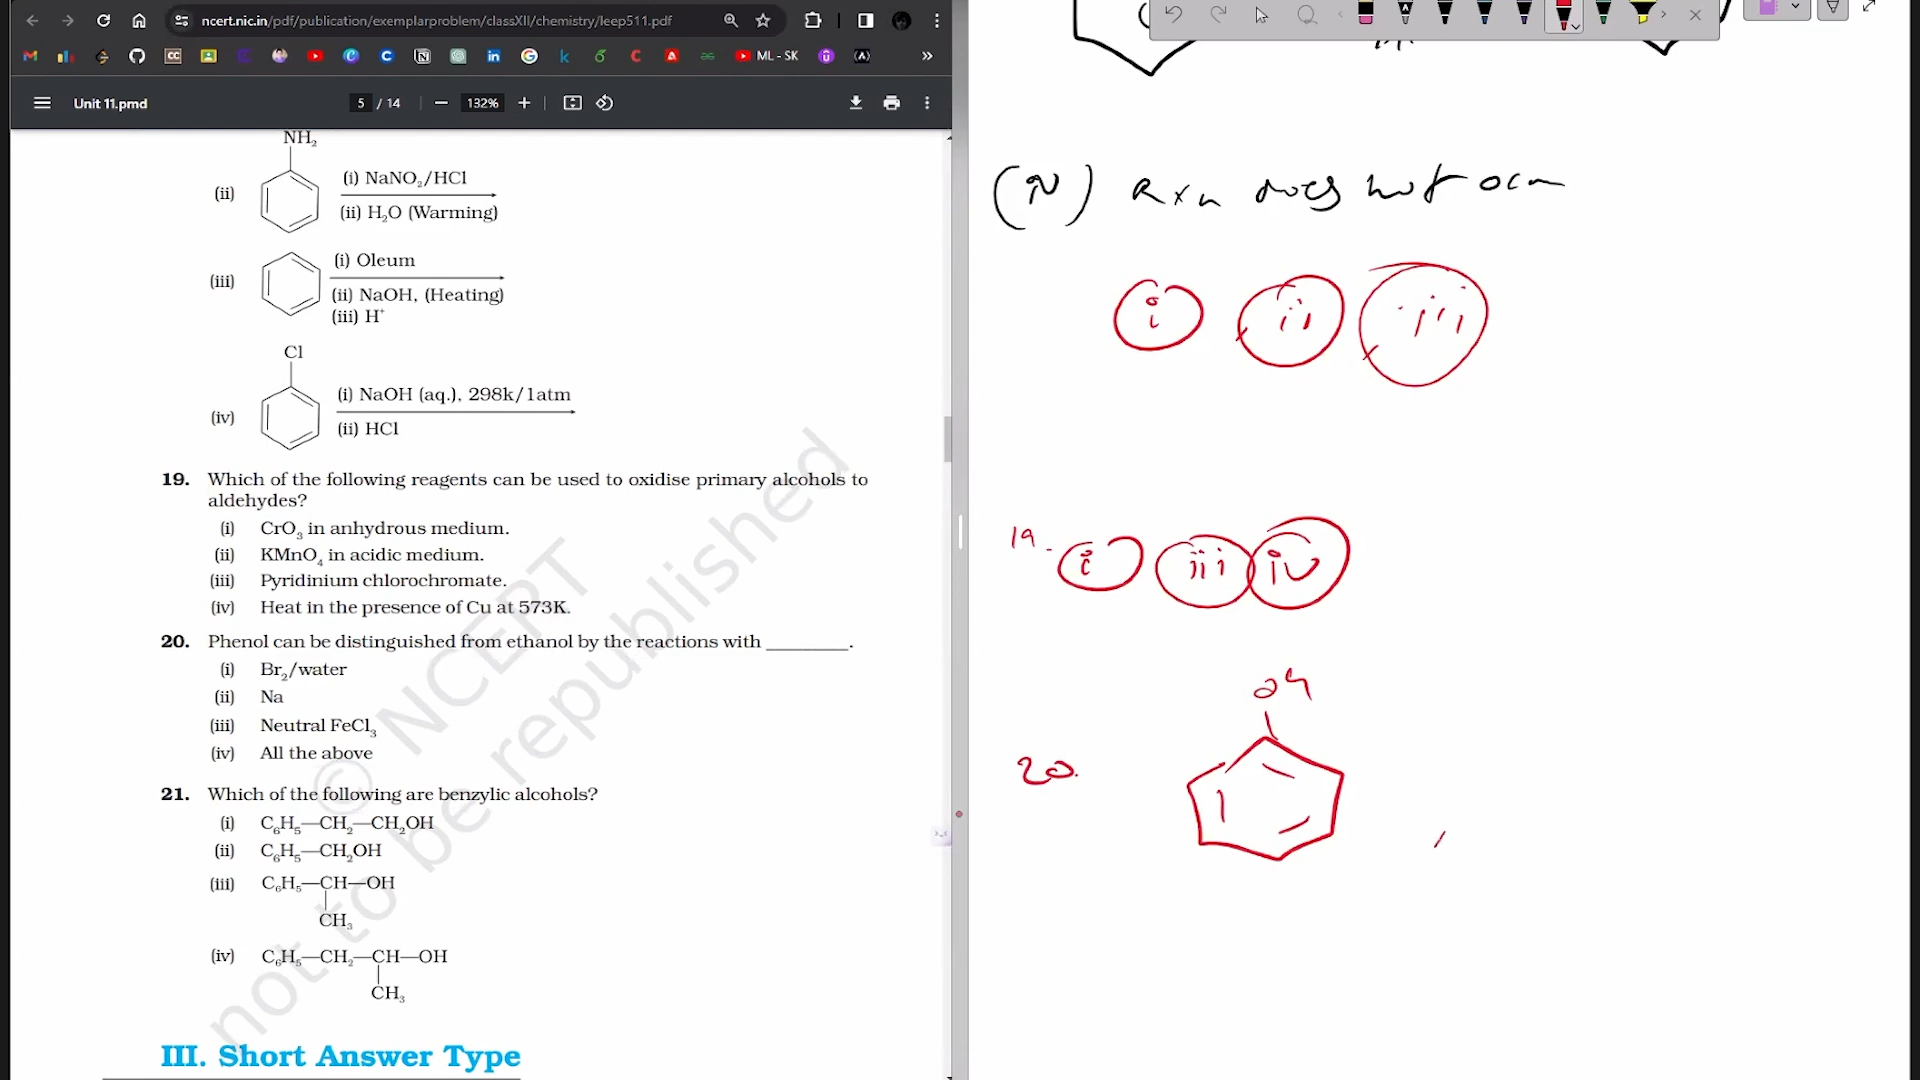 ncert.nic.in/pdf/publication/exemplarproblem/classXII/chemistry/leep511.pdf
ML - SK
Unit 11.pmd
5 / 14
132%
NH₂
(ii)
(i) NaNO₂/HCl
(ii) H₂O (Warming)
(iii)
(i) Oleum
(ii) NaOH, (Heating)
(iii) H⁺
Cl
(iv)
(i) NaOH (aq.), 298k/1atm
(ii) HCl
19. Which of the following reagents can be used to oxidise primary alcohols to
aldehydes?
(i) CrO₃ in anhydrous medium.
(ii) KMnO₄ in acidic medium.
(iii) Pyridinium chlorochromate.
(iv) Heat in the presence of Cu at 573K.
20. Phenol can be distinguished from ethanol by the reactions with ________.
(i) Br₂/water
(ii) Na
(iii) Neutral FeCl₃
(iv) All the above
21. Which of the following are benzylic alcohols?
(i) C₆H₅—CH₂—CH₂OH
(ii) C₆H₅—CH₂OH
(iii) C₆H₅—CH—OH
CH₃
(iv) C₆H₅—CH₂—CH—OH
CH₃
III. Short Answer Type
© NCERT
not to be republished
(iv) Rxn does not occur
i ii iii
19. i iii iv
OH
20.